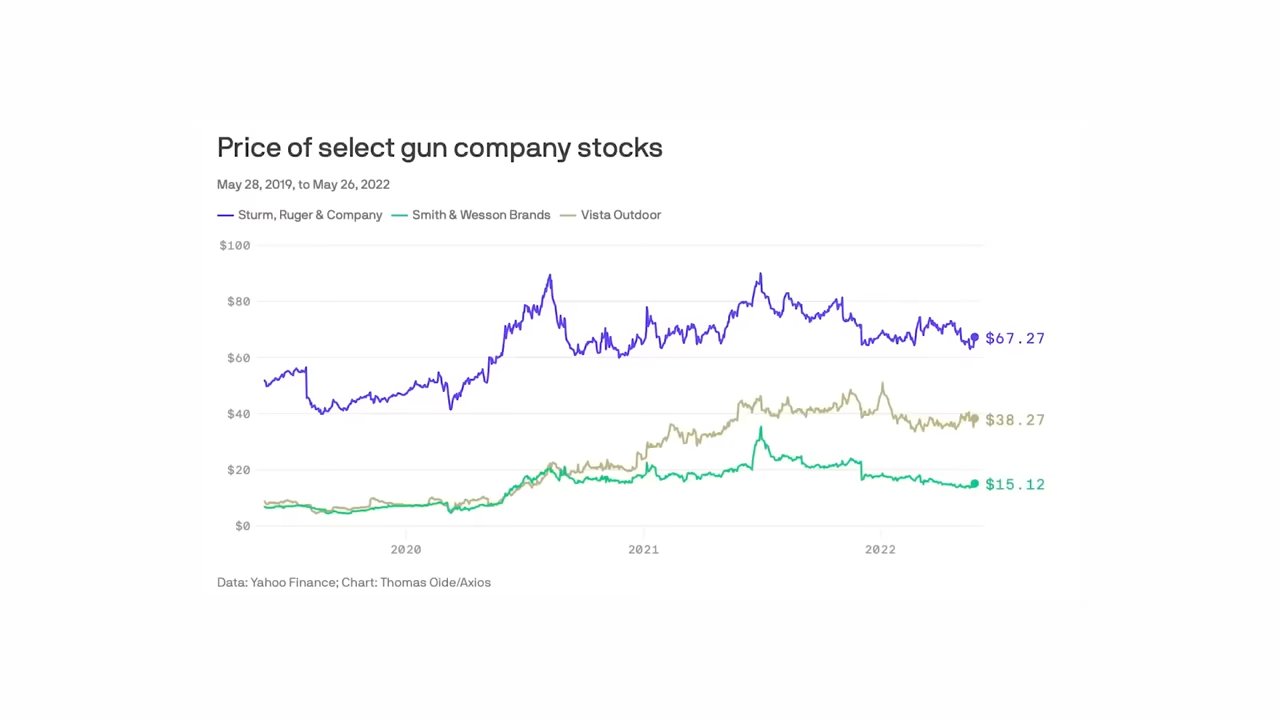 Price of select gun company stocks
May 28, 2019, to May 26, 2022
Sturm, Ruger & Company Smith & Wesson Brands Vista Outdoor
$100
$80
$60
$40
$20
$0
$67.27
$38.27
$15.12
2020 2021 2022
Data: Yahoo Finance; Chart: Thomas Oide/Axios